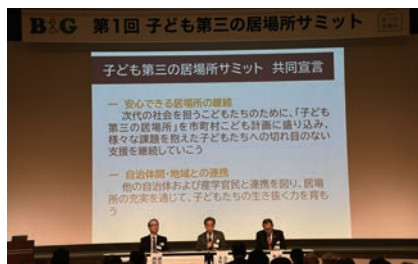 B&G 第1回 子ども第三の居場所サミット
子ども第三の居場所サミット 共同宣言
一 安心できる居場所の継続
次代の社会を担うこどもたちのために、「子ども
第三の居場所」を市町村こども計画に盛り込み、
様々な課題を抱えた子どもたちへの切れ目のない
支援を継続していこう
一 自治体間・地域との連携
他の自治体および産学官民と連携を図り、居場
所の充実を通じて、子どもたちの生き抜く力を育も
う